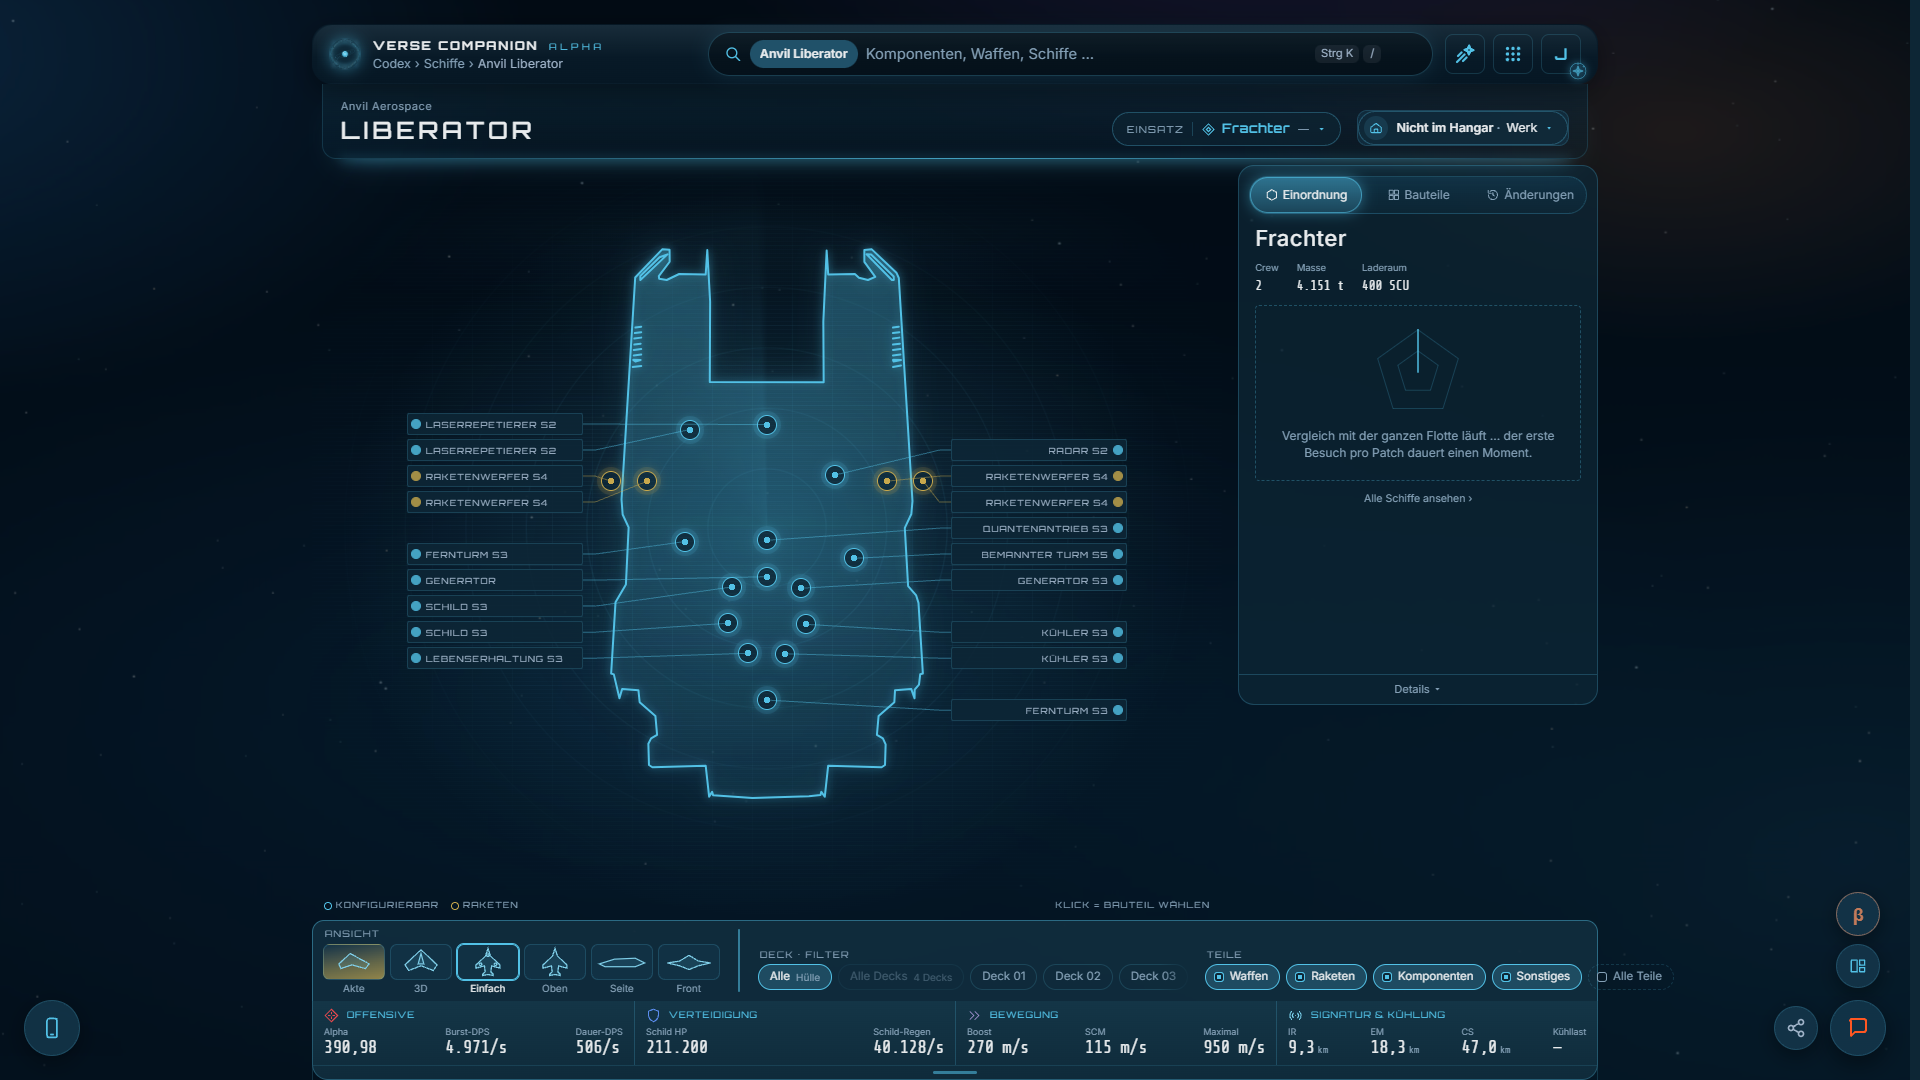 VERSE COMPANION ALPHA
Codex › Schiffe › Anvil Liberator
Anvil Liberator Komponenten, Waffen, Schiffe ...
Strg K /
Anvil Aerospace
LIBERATOR
EINSATZ Frachter —
Nicht im Hangar · Werk
Einordnung
Bauteile
Änderungen
Frachter
Crew Masse Laderaum
2 4.151 t 400 SCU
Vergleich mit der ganzen Flotte läuft ... der erste
Besuch pro Patch dauert einen Moment.
Alle Schiffe ansehen ›
Details
LASERREPETIERER S2
LASERREPETIERER S2
RAKETENWERFER S4
RAKETENWERFER S4
FERNTURM S3
GENERATOR
SCHILD S3
SCHILD S3
LEBENSERHALTUNG S3
RADAR S2
RAKETENWERFER S4
RAKETENWERFER S4
QUANTENANTRIEB S3
BEMANNTER TURM S5
GENERATOR S3
KÜHLER S3
KÜHLER S3
FERNTURM S3
KONFIGURIERBAR RAKETEN
KLICK = BAUTEIL WÄHLEN
ANSICHT
Akte 3D Einfach Oben Seite Front
DECK · FILTER
Alle Hülle Alle Decks 4 Decks Deck 01 Deck 02 Deck 03
TEILE
Waffen Raketen Komponenten Sonstiges Alle Teile
OFFENSIVE
Alpha Burst-DPS Dauer-DPS
390,98 4.971/s 506/s
VERTEIDIGUNG
Schild HP Schild-Regen
211.200 40.128/s
BEWEGUNG
Boost SCM Maximal
270 m/s 115 m/s 950 m/s
SIGNATUR & KÜHLUNG
IR EM CS Kühllast
9,3 km 18,3 km 47,0 km —
β